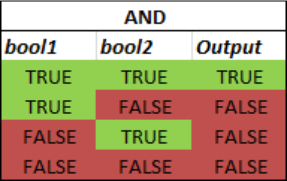 AND
bool1 bool2 Output
TRUE TRUE TRUE
TRUE FALSE FALSE
FALSE TRUE FALSE
FALSE FALSE FALSE